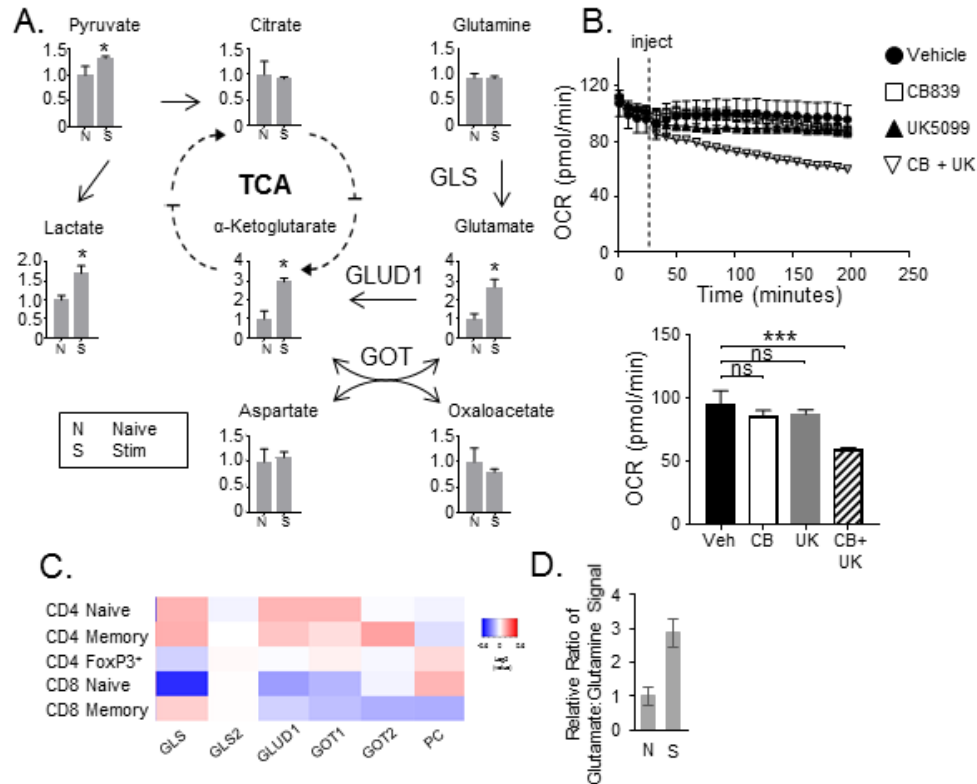 A.
Pyruvate
1.5
*
1.0
0.5
0
N S
Citrate
1.5
1.0
0.5
0
N S
Glutamine
1.5
1.0
0.5
0
N S
TCA
GLS
Lactate
2.0
*
1.5
1.0
0.5
0
N S
α-Ketoglutarate
4
*
3
2
1
0
N S
GLUD1
Glutamate
4
*
3
2
1
0
N S
GOT
Aspartate
1.5
1.0
0.5
0
N S
Oxaloacetate
1.5
1.0
0.5
0
N S
N Naive
S Stim
B.
inject
OCR (pmol/min)
120
80
40
0
0 50 100 150 200 250
Time (minutes)
Vehicle
CB839
UK5099
CB + UK
OCR (pmol/min)
150
100
50
0
***
ns
ns
Veh CB UK CB+
UK
C.
CD4 Naive
CD4 Memory
CD4 FoxP3+
CD8 Naive
CD8 Memory
GLS GLS2 GLUD1 GOT1 GOT2 PC
0
D.
Relative Ratio of
Glutamate:Glutamine Signal
4
3
2
1
0
N S